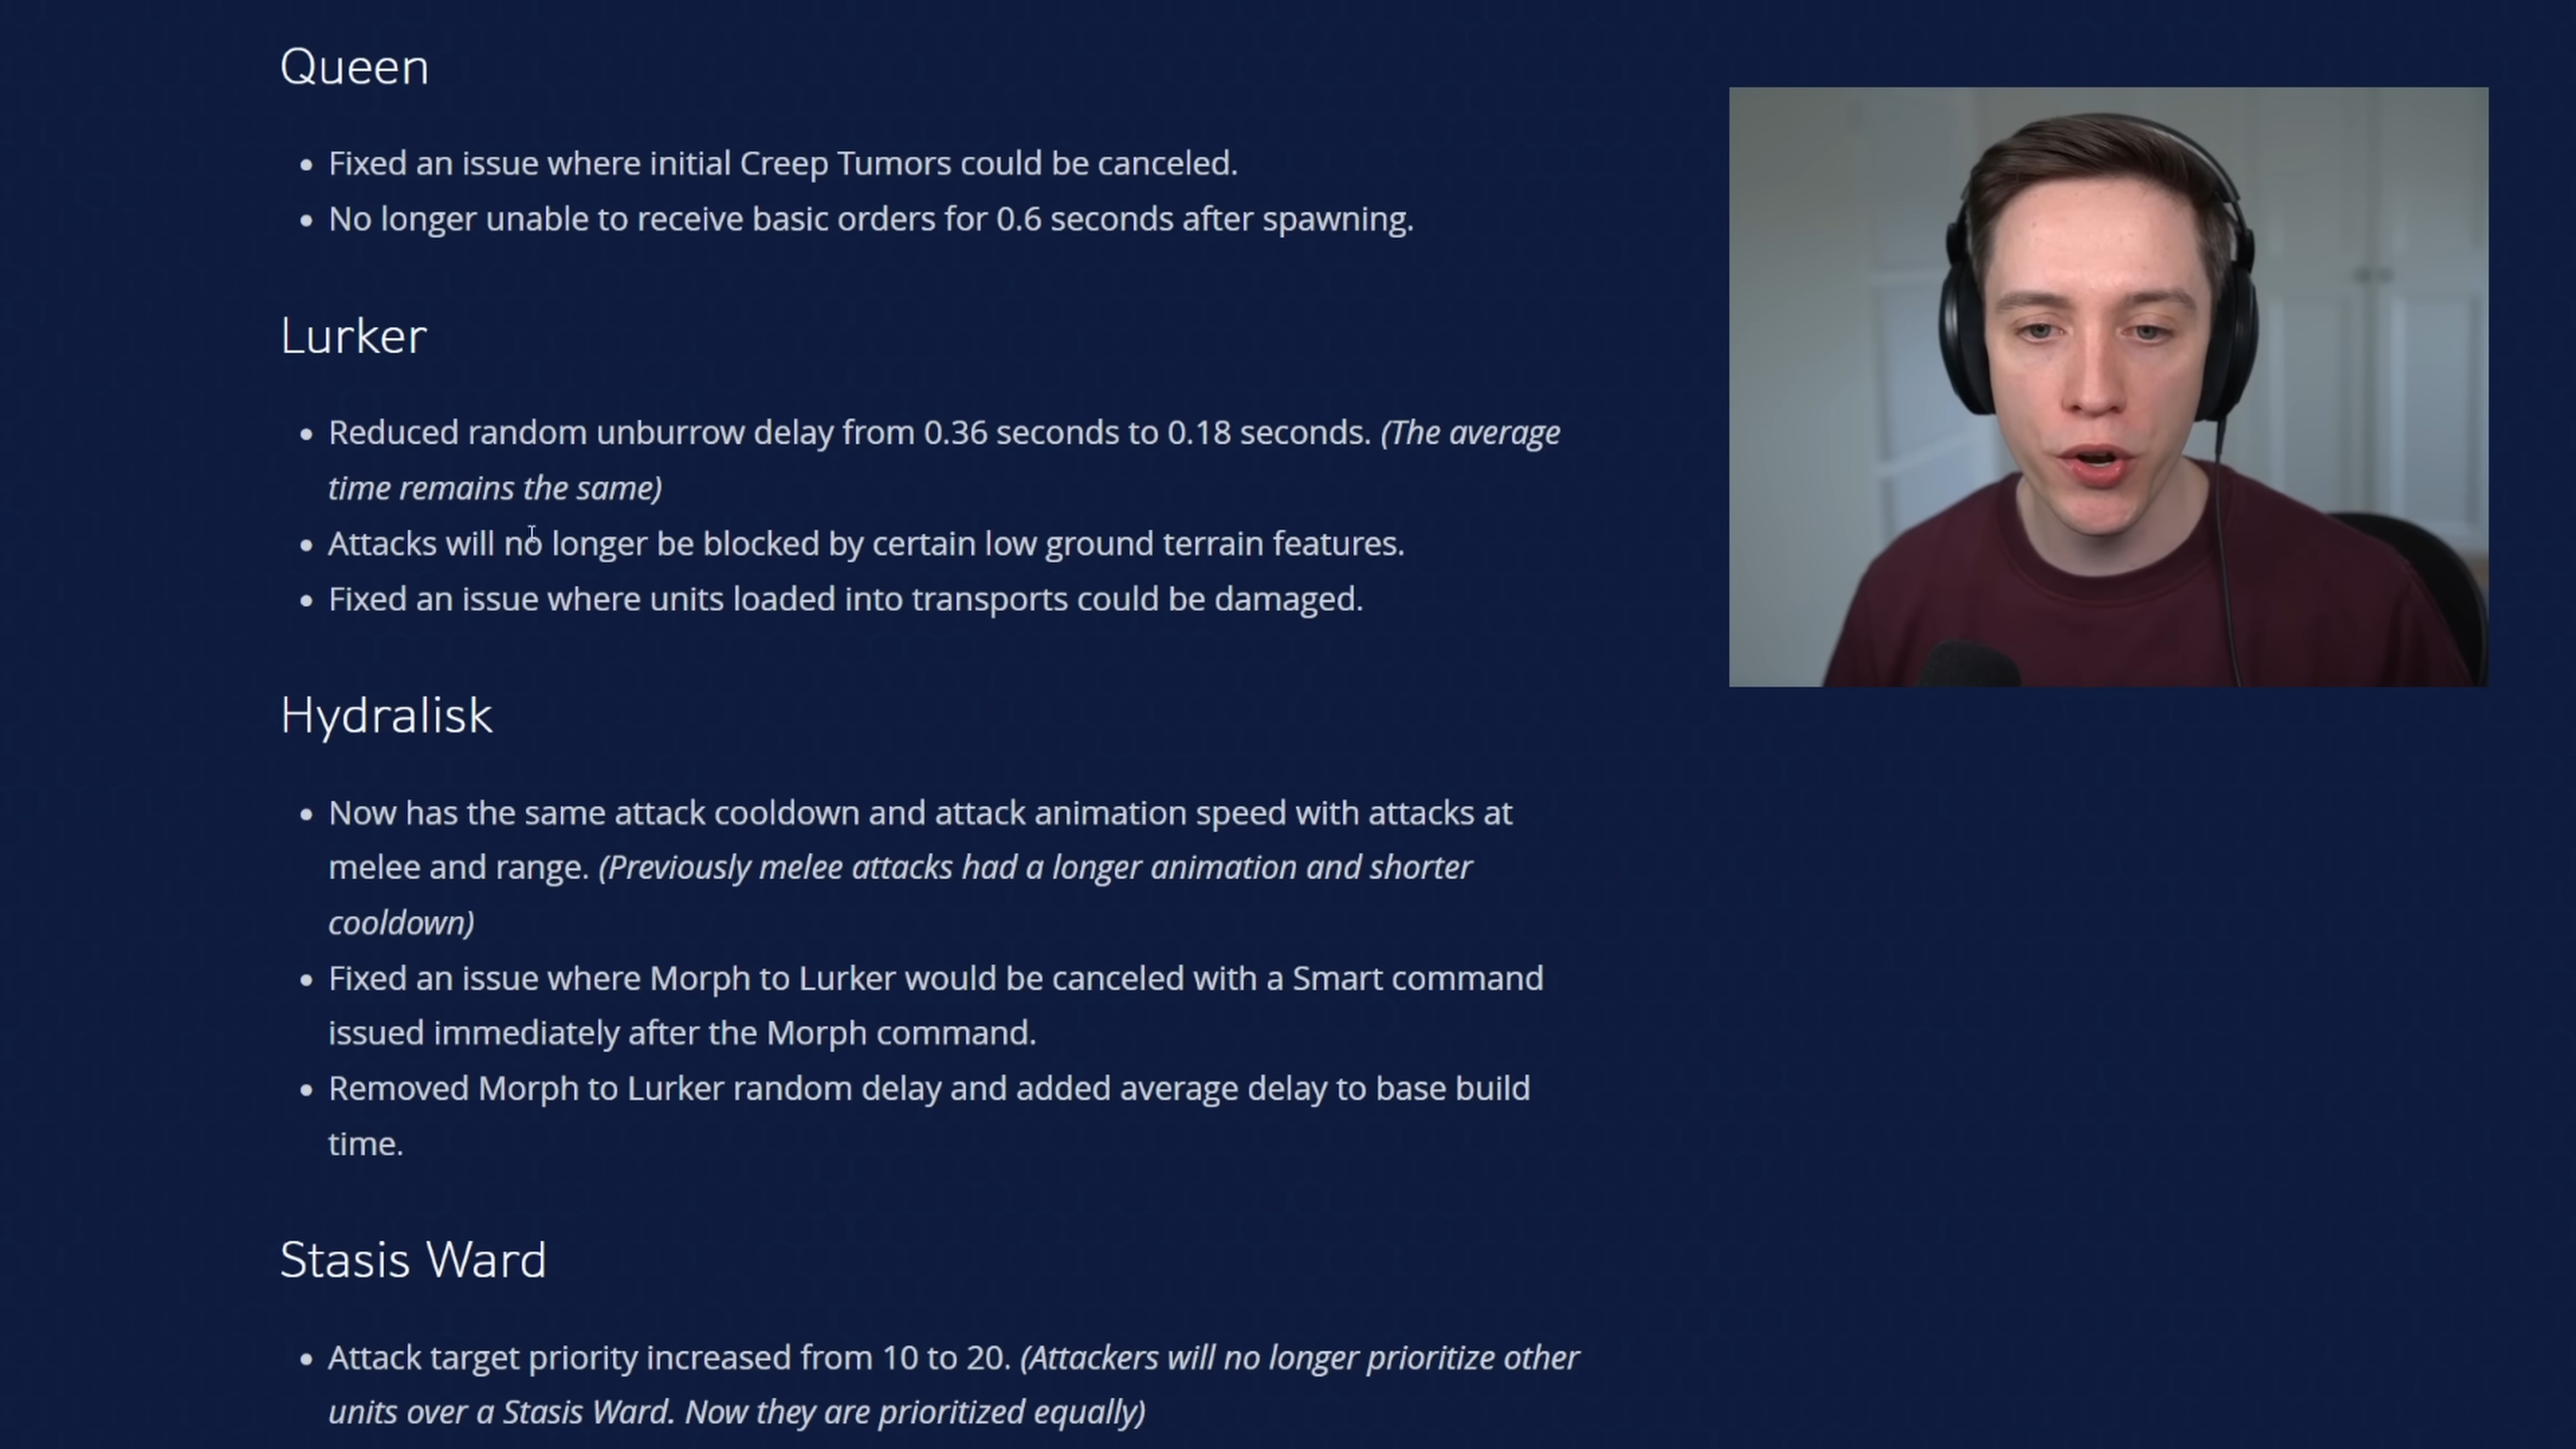 Queen
Fixed an issue where initial Creep Tumors could be canceled.
No longer unable to receive basic orders for 0.6 seconds after spawning.
Lurker
Reduced random unburrow delay from 0.36 seconds to 0.18 seconds. (The average
time remains the same)
Attacks will no longer be blocked by certain low ground terrain features.
Fixed an issue where units loaded into transports could be damaged.
Hydralisk
Now has the same attack cooldown and attack animation speed with attacks at
melee and range. (Previously melee attacks had a longer animation and shorter
cooldown)
Fixed an issue where Morph to Lurker would be canceled with a Smart command
issued immediately after the Morph command.
Removed Morph to Lurker random delay and added average delay to base build
time.
Stasis Ward
Attack target priority increased from 10 to 20. (Attackers will no longer prioritize other
units over a Stasis Ward. Now they are prioritized equally)